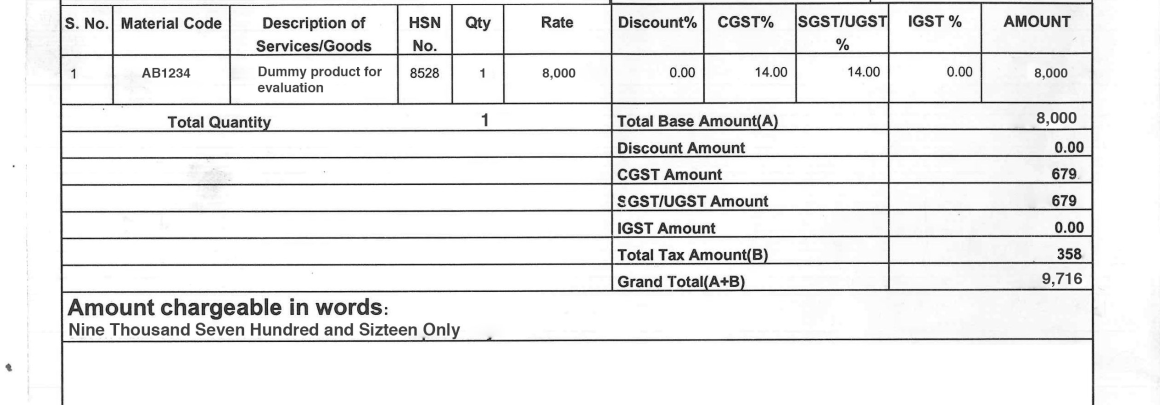 S. No. Material Code Description of Services/Goods HSN No. Qty Rate Discount% CGST% SGST/UGST % IGST % AMOUNT
1 AB1234 Dummy product for evaluation 8528 1 8,000 0.00 14.00 14.00 0.00 8,000
Total Quantity 1 Total Base Amount(A) 8,000
Discount Amount 0.00
CGST Amount 679
SGST/UGST Amount 679
IGST Amount 0.00
Total Tax Amount(B) 358
Grand Total(A+B) 9,716
Amount chargeable in words:
Nine Thousand Seven Hundred and Sizteen Only